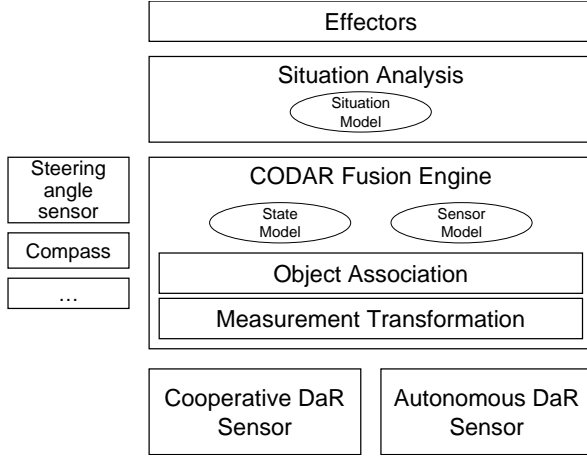 Effectors
Situation Analysis
Situation
Model
Steering
angle
sensor
Compass
…
CODAR Fusion Engine
State
Model
Sensor
Model
Object Association
Measurement Transformation
Cooperative DaR
Sensor
Autonomous DaR
Sensor